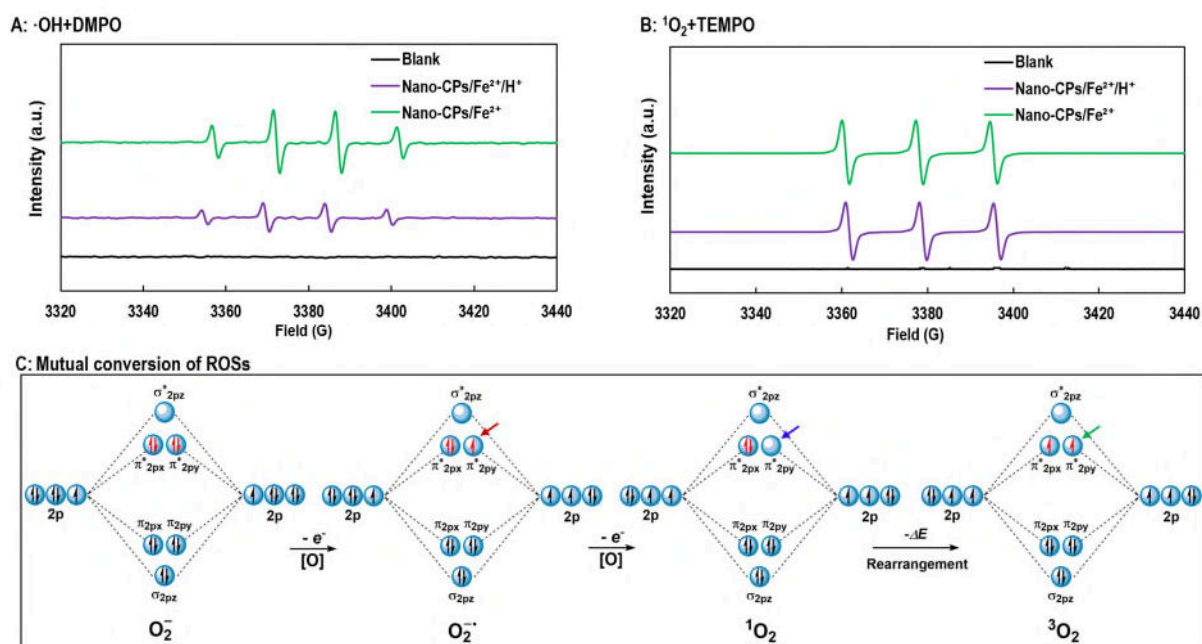 A: ·OH+DMPO
Blank
Nano-CPs/Fe²⁺/H⁺
Nano-CPs/Fe²⁺
Intensity (a.u.)
3320 3340 3360 3380 3400 3420 3440
Field (G)
B: ¹O₂+TEMPO
Blank
Nano-CPs/Fe²⁺/H⁺
Nano-CPs/Fe²⁺
Intensity (a.u.)
3320 3340 3360 3380 3400 3420 3440
Field (G)
C: Mutual conversion of ROSs
σ*2pz σ*2pz σ*2pz σ*2pz
π*2px π*2py π*2px π*2py π*2px π*2py π*2px π*2py
2p 2p 2p 2p 2p 2p 2p 2p
π2px π2py π2px π2py π2px π2py π2px π2py
- e⁻ - e⁻ -ΔE
[O] [O] Rearrangement
σ2pz σ2pz σ2pz σ2pz
O₂⁻ O₂⁻· ¹O₂ ³O₂